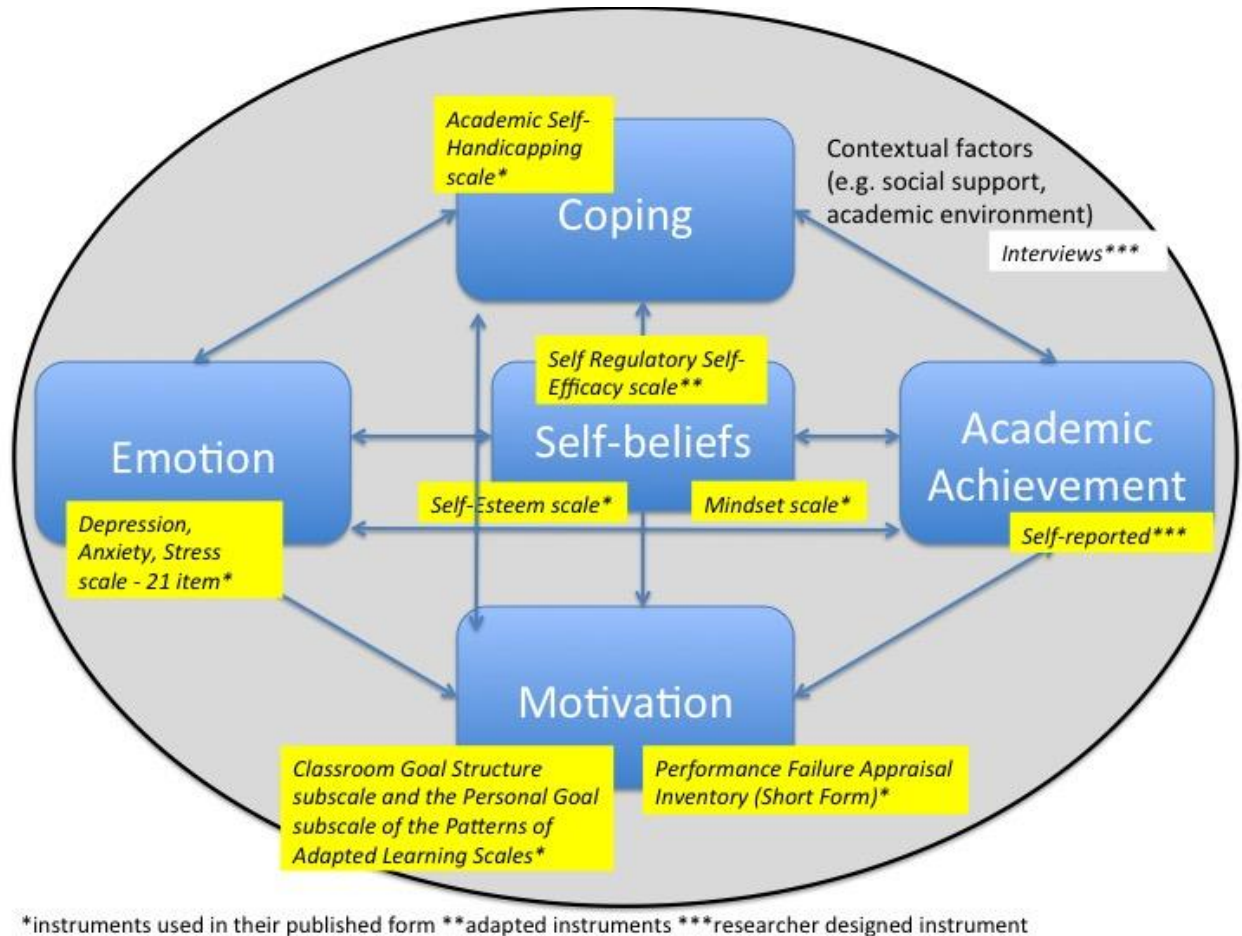 Academic Self-
Handicapping
scale*
Coping
Contextual factors
(e.g. social support,
academic environment)
Interviews***
Self Regulatory Self-
Efficacy scale**
Self-beliefs
Self-Esteem scale*
Mindset scale*
Emotion
Depression,
Anxiety, Stress
scale - 21 item*
Academic
Achievement
Self-reported***
Motivation
Classroom Goal Structure
subscale and the Personal Goal
subscale of the Patterns of
Adapted Learning Scales*
Performance Failure Appraisal
Inventory (Short Form)*
*instruments used in their published form **adapted instruments ***researcher designed instrument